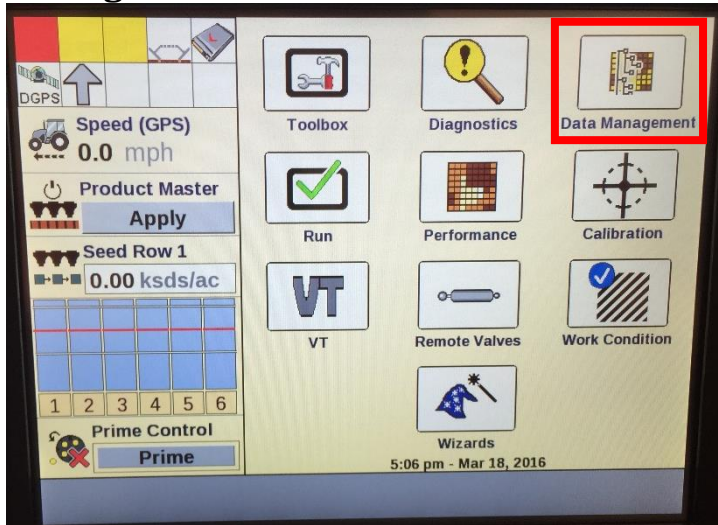 DGPS
Speed (GPS)
0.0 mph
Product Master
Apply
Seed Row 1
0.00 ksds/ac
1 2 3 4 5 6
Prime Control
Prime
Toolbox
Diagnostics
Data Management
Run
Performance
Calibration
VT
VT
Remote Valves
Work Condition
Wizards
5:06 pm - Mar 18, 2016